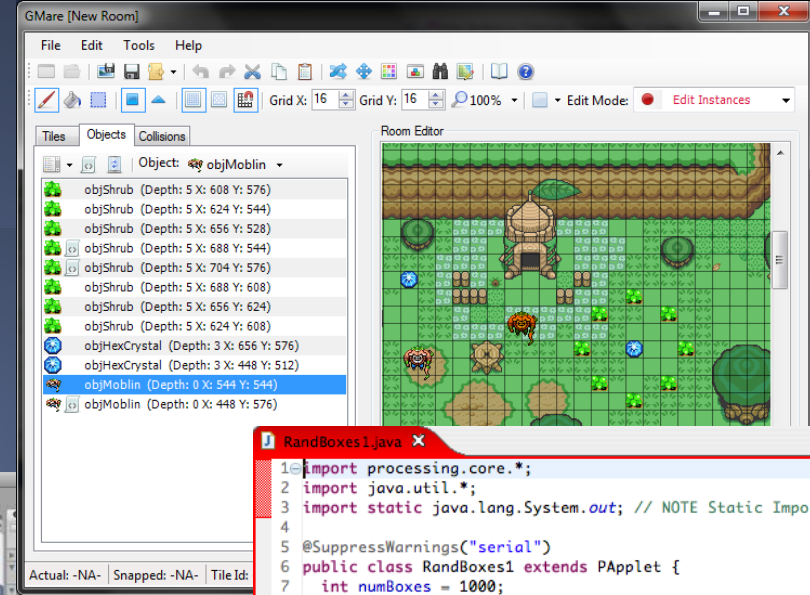 GMare [New Room]
File Edit Tools Help
Grid X: 16 Grid Y: 16 100% Edit Mode: Edit Instances
Tiles Objects Collisions
Object: objMoblin
objShrub (Depth: 5 X: 608 Y: 576)
objShrub (Depth: 5 X: 624 Y: 544)
objShrub (Depth: 5 X: 656 Y: 528)
objShrub (Depth: 5 X: 688 Y: 544)
objShrub (Depth: 5 X: 704 Y: 576)
objShrub (Depth: 5 X: 688 Y: 608)
objShrub (Depth: 5 X: 656 Y: 624)
objShrub (Depth: 5 X: 624 Y: 608)
objHexCrystal (Depth: 3 X: 656 Y: 576)
objHexCrystal (Depth: 3 X: 448 Y: 512)
objMoblin (Depth: 0 X: 544 Y: 544)
objMoblin (Depth: 0 X: 448 Y: 576)
Actual: -NA- Snapped: -NA- Tile Id:
Room Editor
RandBoxes1.java
1 import processing.core.*;
2 import java.util.*;
3 import static java.lang.System.out; // NOTE Static Impo
4
5 @SuppressWarnings("serial")
6 public class RandBoxes1 extends PApplet {
7 int numBoxes = 1000;